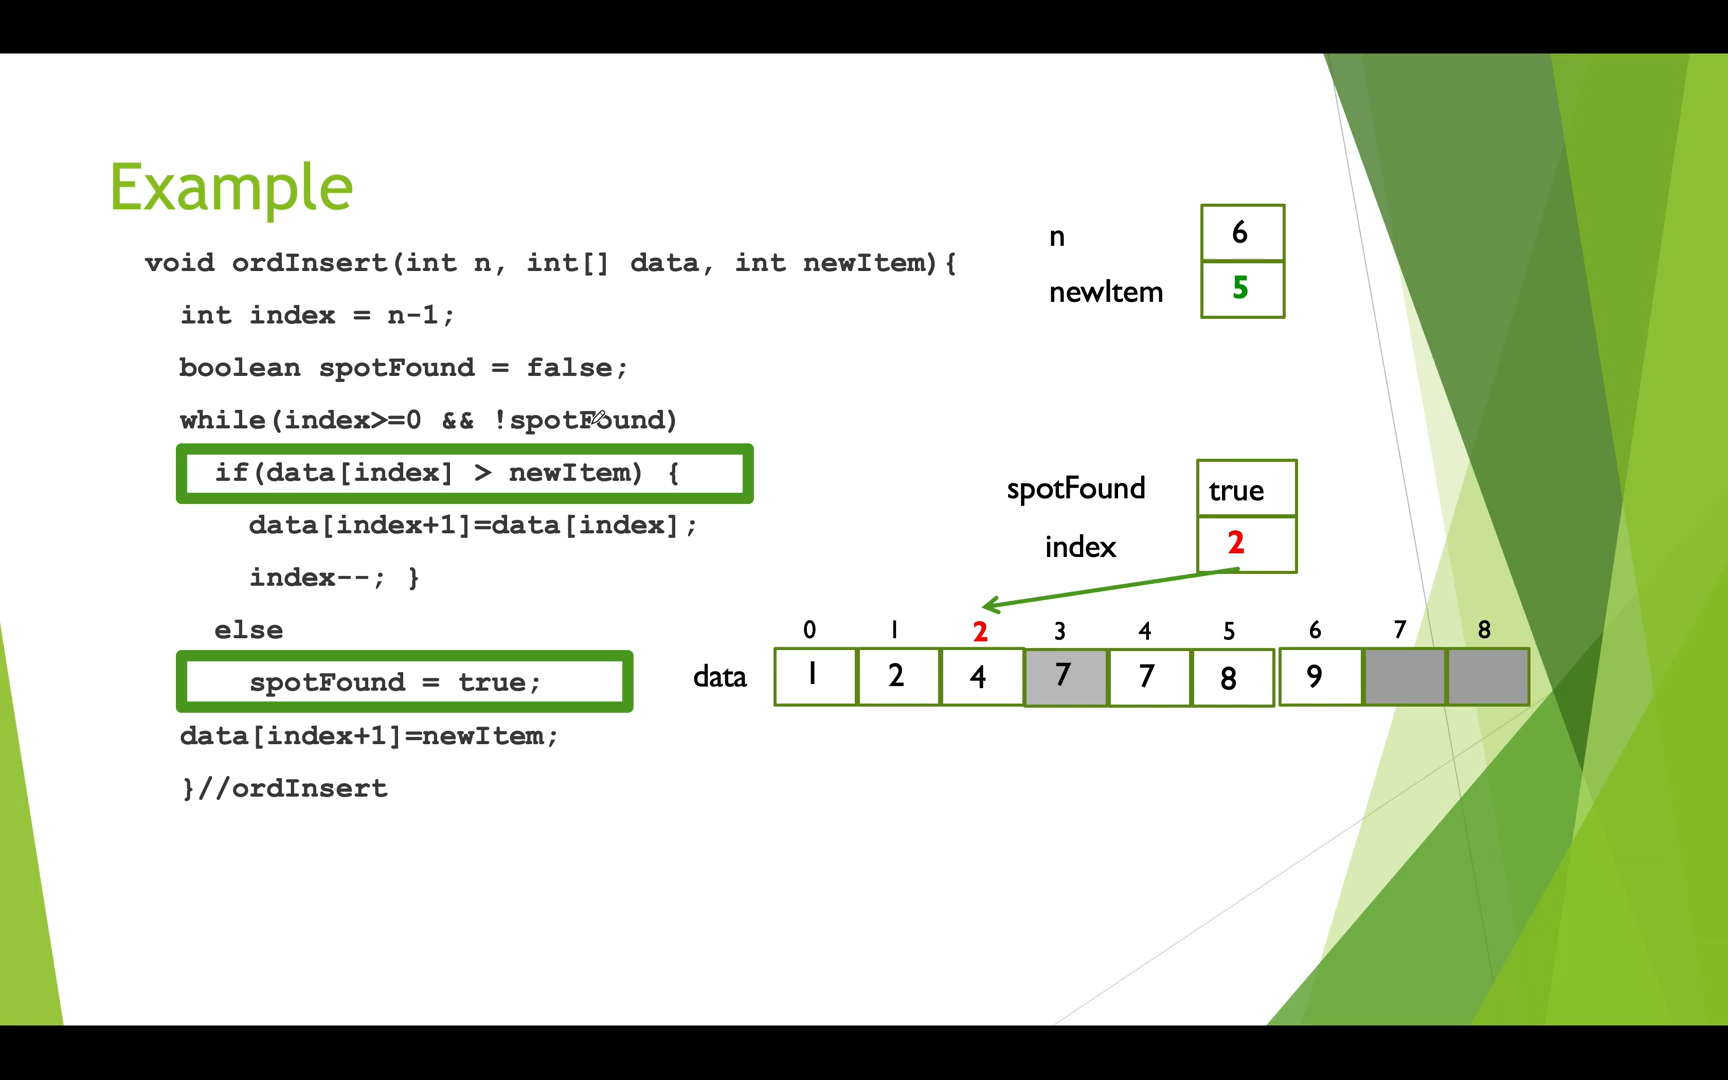 Example
void ordInsert(int n, int[] data, int newItem){
int index = n-1;
boolean spotFound = false;
while(index>=0 && !spotFound)
if(data[index] > newItem) {
data[index+1]=data[index];
index--; }
else
spotFound = true;
data[index+1]=newItem;
}//ordInsert
n 6
newItem 5
spotFound true
index 2
0 1 2 3 4 5 6 7 8
data 1 2 4 7 7 8 9